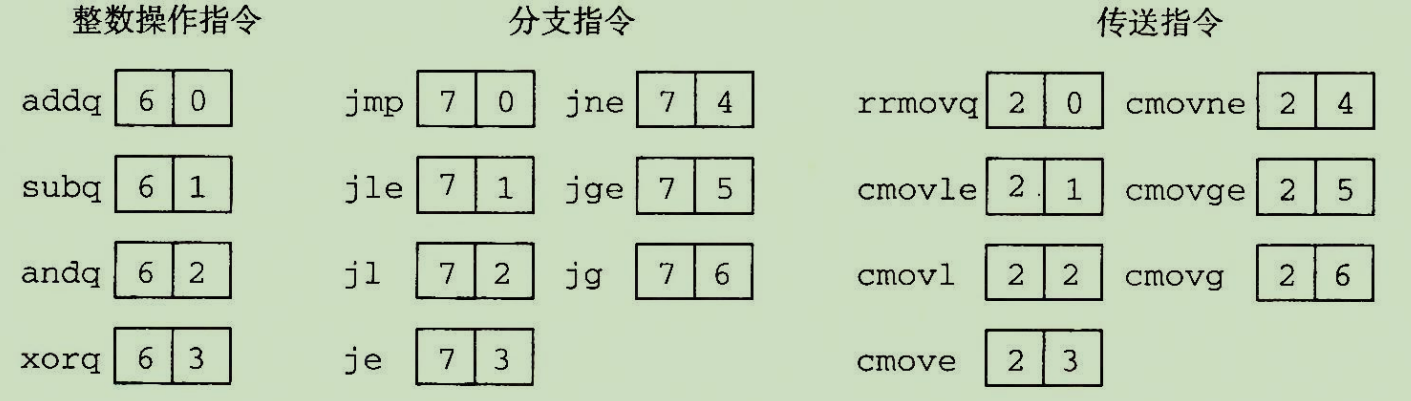 整数操作指令 分支指令 传送指令
addq 6 0 jmp 7 0 jne 7 4 rrmovq 2 0 cmovne 2 4
subq 6 1 jle 7 1 jge 7 5 cmovle 2 1 cmovge 2 5
andq 6 2 jl 7 2 jg 7 6 cmovl 2 2 cmovg 2 6
xorq 6 3 je 7 3 cmove 2 3